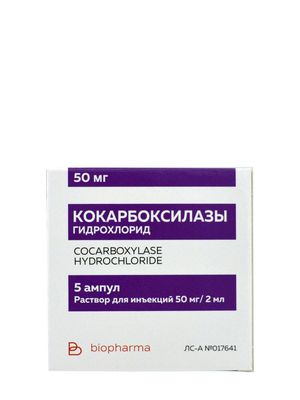 50 мг
КОКАРБОКСИЛАЗЫ
ГИДРОХЛОРИД
COCARBOXYLASE
HYDROCHLORIDE
5 ампул
Раствор для инъекций 50 мг/ 2 мл
biopharma
ЛС-А №017641